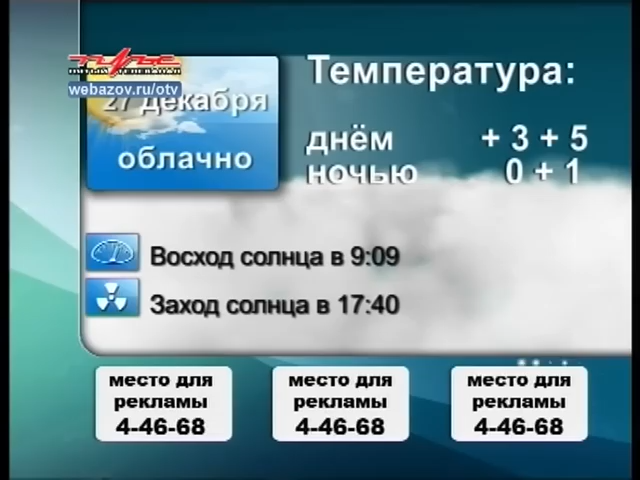 ПУЛЬС
webazov.ru/otv
27 декабря
облачно
Температура:
днём + 3 + 5
ночью 0 + 1
Восход солнца в 9:09
Заход солнца в 17:40
место для
рекламы
4-46-68
место для
рекламы
4-46-68
место для
рекламы
4-46-68